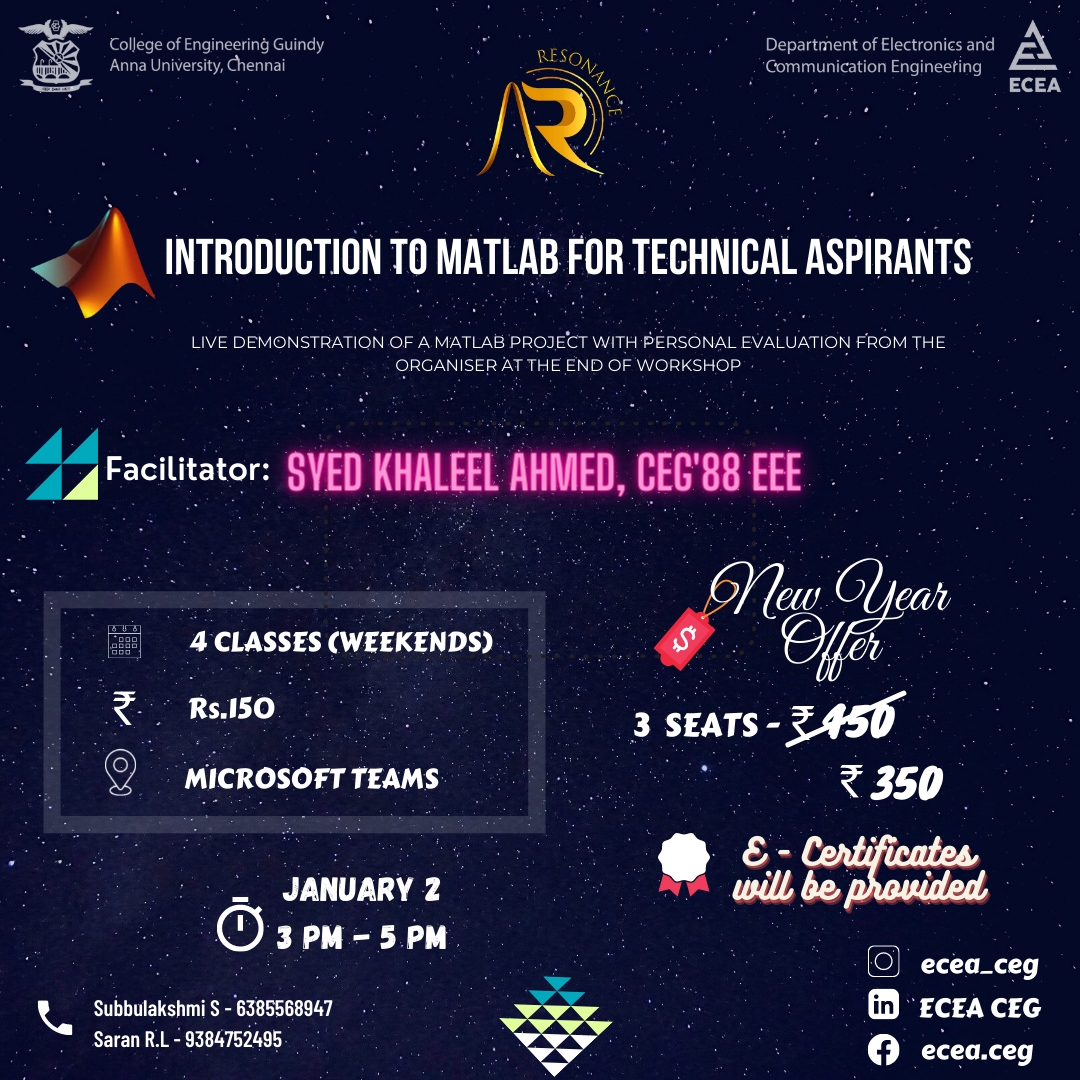 College of Engineering Guindy
Anna University, Chennai
RESONANCE
AR
Department of Electronics and
Communication Engineering
ECEA
INTRODUCTION TO MATLAB FOR TECHNICAL ASPIRANTS
LIVE DEMONSTRATION OF A MATLAB PROJECT WITH PERSONAL EVALUATION FROM THE
ORGANISER AT THE END OF WORKSHOP
Facilitator: SYED KHALEEL AHMED, CEG'88 EEE
4 CLASSES (WEEKENDS)
Rs.150
MICROSOFT TEAMS
New Year
Offer
3 SEATS - ₹ 450
₹ 350
E - Certificates
will be provided
JANUARY 2
3 PM - 5 PM
Subbulakshmi S - 6385568947
Saran R.L - 9384752495
ecea_ceg
ECEA CEG
ecea.ceg